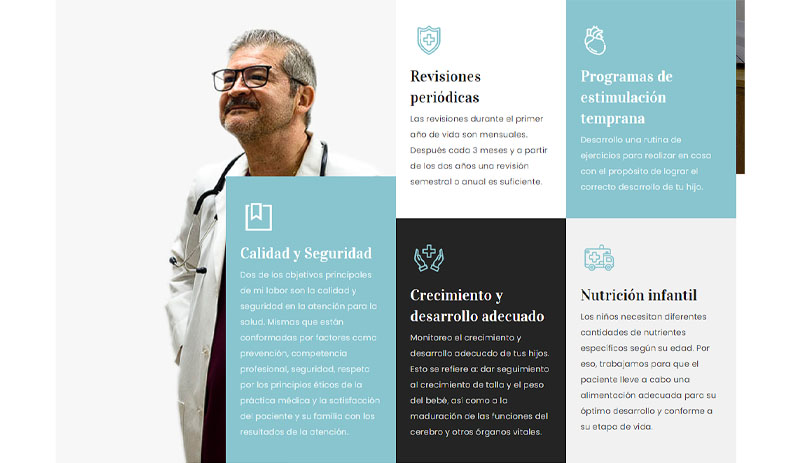 Revisiones
periódicas
Las revisiones durante el primer
año de vida son mensuales.
Después cada 3 meses y a partir
de los dos años una revisión
semestral o anual es suficiente.
Programas de
estimulación
temprana
Desarrollo una rutina de
ejercicios para realizar en casa
con el propósito de lograr el
correcto desarrollo de tu hijo.
Calidad y Seguridad
Dos de los objetivos principales
de mi labor son la calidad y
seguridad en la atención para la
salud. Mismas que están
conformadas por factores como
prevención, competencia
profesional, seguridad, respeto
por los principios éticos de la
práctica médica y la satisfacción
del paciente y su familia con los
resultados de la atención.
Crecimiento y
desarrollo adecuado
Monitoreo el crecimiento y
desarrollo adecuado de tus hijos.
Esto se refiere a: dar seguimiento
al crecimiento de talla y el peso
del bebé, así como a la
maduración de las funciones del
cerebro y otros órganos vitales.
Nutrición infantil
Los niños necesitan diferentes
cantidades de nutrientes
específicos según su edad. Por
eso, trabajamos para que el
paciente lleve a cabo una
alimentación adecuada para su
óptimo desarrollo y conforme a
su etapa de vida.